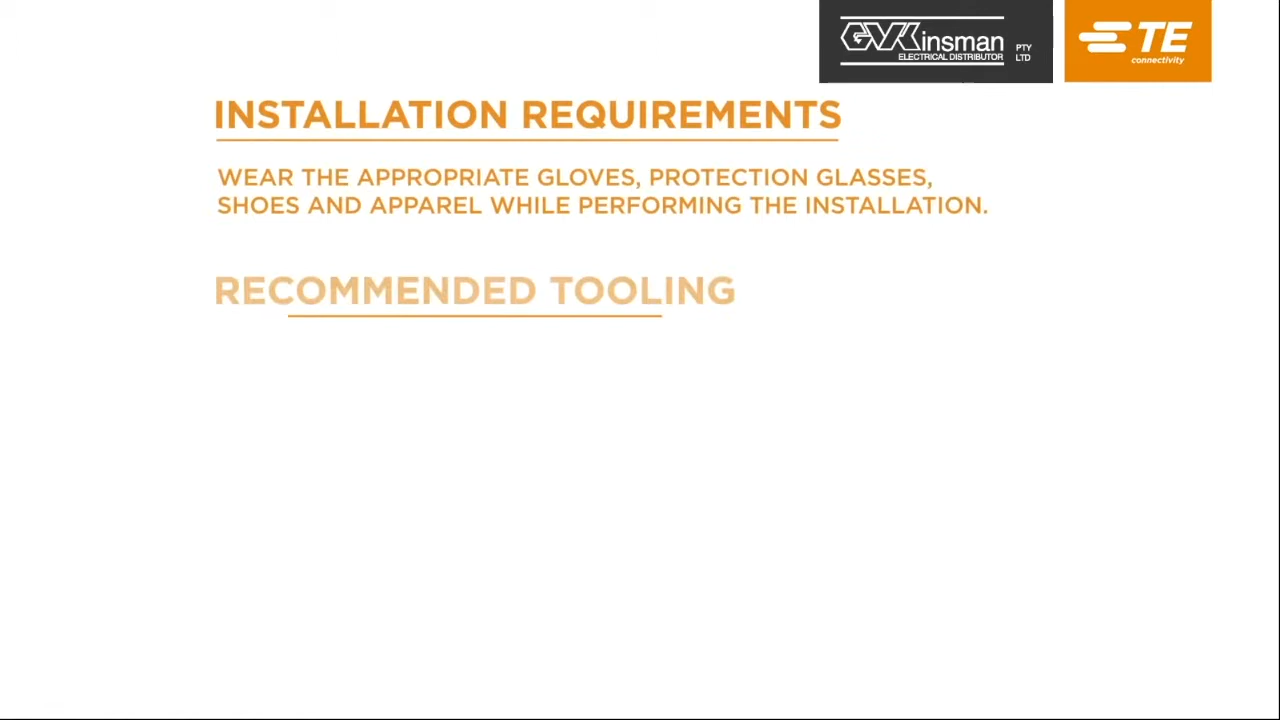 GVKinsman
ELECTRICAL DISTRIBUTOR
PTY
LTD
TE
connectivity
INSTALLATION REQUIREMENTS
WEAR THE APPROPRIATE GLOVES, PROTECTION GLASSES,
SHOES AND APPAREL WHILE PERFORMING THE INSTALLATION.
RECOMMENDED TOOLING